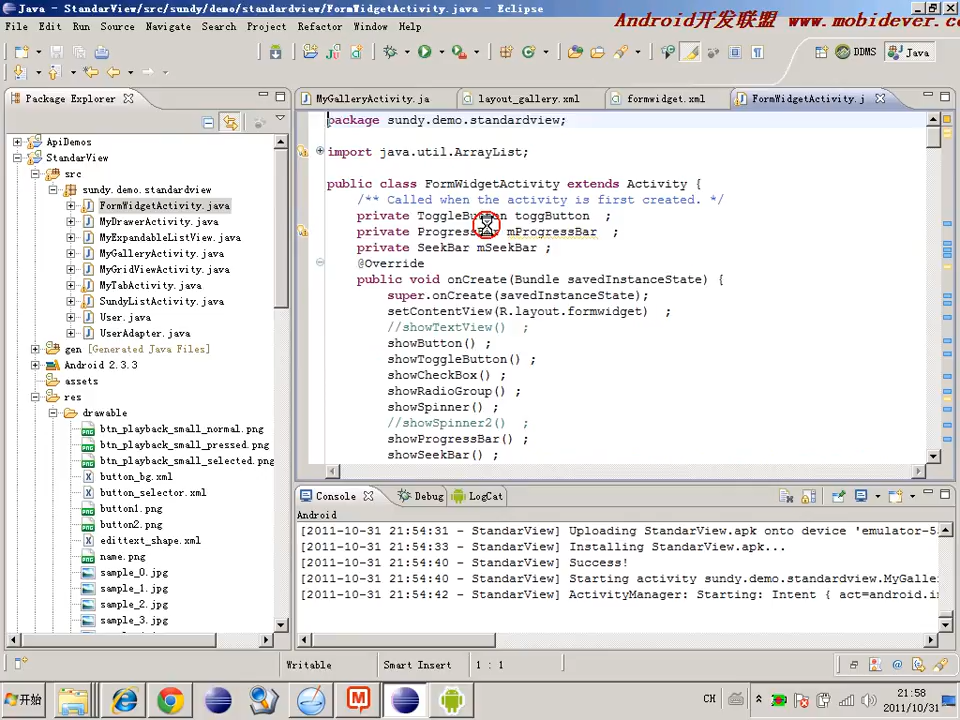 Java - StandarView/src/sundy/demo/standardview/FormWidgetActivity.java - Eclipse
Android开发联盟 www.mobidever.co
File Edit Run Source Navigate Search Project Refactor Window Help
DDMS Java
Package Explorer
MyGalleryActivity.ja layout_gallery.xml formwidget.xml FormWidgetActivity.j
ApiDemos
StandarView
src
sundy.demo.standardview
FormWidgetActivity.java
MyDrawerActivity.java
MyExpandableListView.java
MyGalleryActivity.java
MyGridViewActivity.java
MyTabActivity.java
SundyListActivity.java
User.java
UserAdapter.java
gen [Generated Java Files]
Android 2.3.3
assets
res
drawable
btn_playback_small_normal.png
btn_playback_small_pressed.png
btn_playback_small_selected.png
button_bg.xml
button_selector.xml
button1.png
button2.png
edittext_shape.xml
name.png
sample_0.jpg
sample_1.jpg
sample_2.jpg
sample_3.jpg
package sundy.demo.standardview;
import java.util.ArrayList;
public class FormWidgetActivity extends Activity {
/** Called when the activity is first created. */
private ToggleButton toggButton ;
private ProgressBar mProgressBar ;
private SeekBar mSeekBar ;
@Override
public void onCreate(Bundle savedInstanceState) {
super.onCreate(savedInstanceState);
setContentView(R.layout.formwidget) ;
//showTextView() ;
showButton() ;
showToggleButton() ;
showCheckBox() ;
showRadioGroup() ;
showSpinner() ;
//showSpinner2() ;
showProgressBar() ;
showSeekBar() ;
Console Debug LogCat
Android
[2011-10-31 21:54:31 - StandarView] Uploading StandarView.apk onto device 'emulator-5
[2011-10-31 21:54:33 - StandarView] Installing StandarView.apk...
[2011-10-31 21:54:40 - StandarView] Success!
[2011-10-31 21:54:40 - StandarView] Starting activity sundy.demo.standardview.MyGalle
[2011-10-31 21:54:42 - StandarView] ActivityManager: Starting: Intent { act=android.in
Writable Smart Insert 1 : 1
开始
CH
21:58
2011/10/31